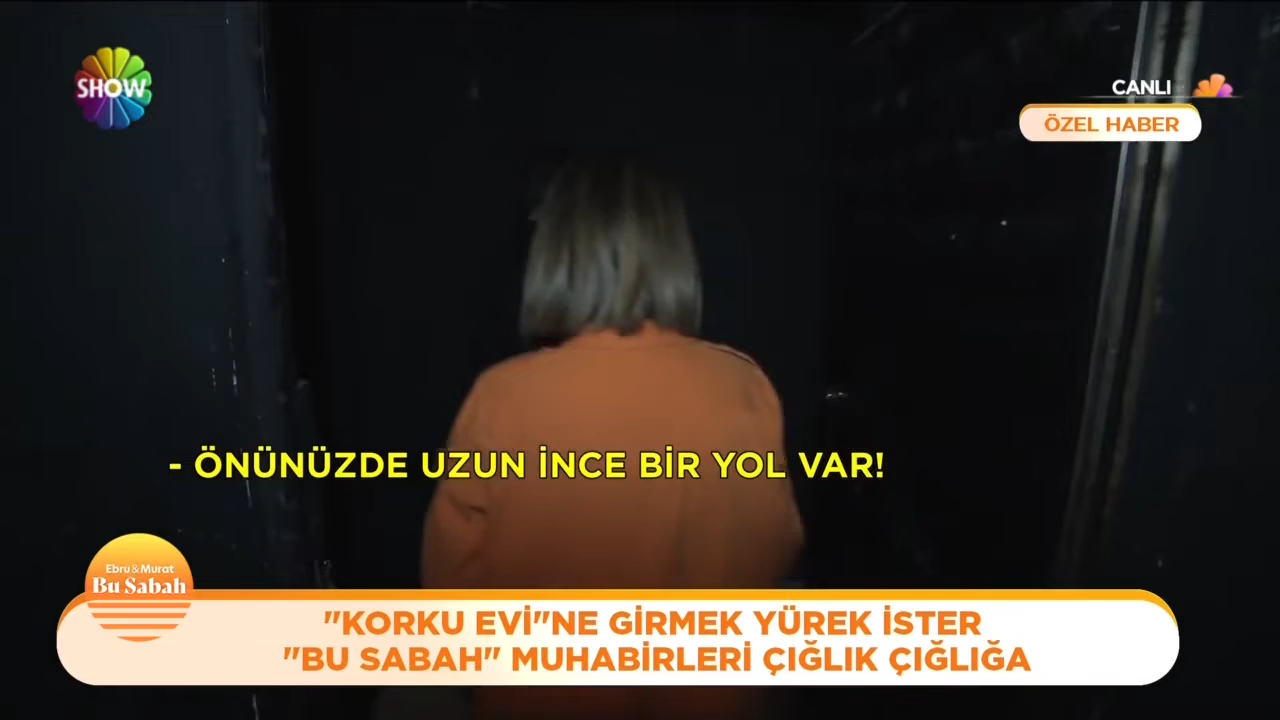 SHOW
CANLI
ÖZEL HABER
- ÖNÜNÜZDE UZUN İNCE BİR YOL VAR!
Ebru & Murat
Bu Sabah
"KORKU EVİ"NE GİRMEK YÜREK İSTER
"BU SABAH" MUHABİRLERİ ÇIĞLIK ÇIĞLIĞA